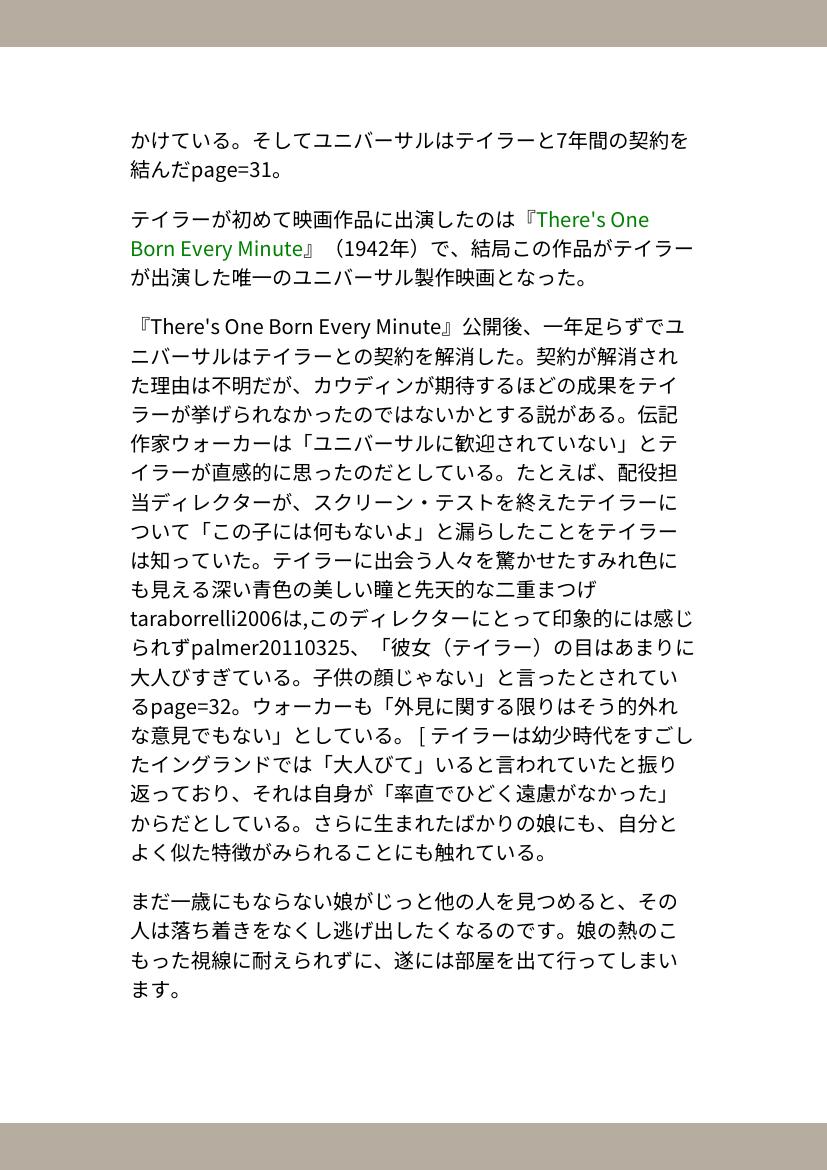 かけている。そしてユニバーサルはテイラーと7年間の契約を
結んだpage=31。
テイラーが初めて映画作品に出演したのは『There's One
Born Every Minute』（1942年）で、結局この作品がテイラー
が出演した唯一のユニバーサル製作映画となった。
『There's One Born Every Minute』公開後、一年足らずでユ
ニバーサルはテイラーとの契約を解消した。契約が解消され
た理由は不明だが、カウディンが期待するほどの成果をテイ
ラーが挙げられなかったのではないかとする説がある。伝記
作家ウォーカーは「ユニバーサルに歓迎されていない」とテ
イラーが直感的に思ったのだとしている。たとえば、配役担
当ディレクターが、スクリーン・テストを終えたテイラーに
ついて「この子には何もないよ」と漏らしたことをテイラー
は知っていた。テイラーに出会う人々を驚かせたすみれ色に
も見える深い青色の美しい瞳と先天的な二重まつげ
taraborrelli2006は,このディレクターにとって印象的には感じ
られずpalmer20110325、「彼女（テイラー）の目はあまりに
大人びすぎている。子供の顔じゃない」と言ったとされてい
るpage=32。ウォーカーも「外見に関する限りはそう的外れ
な意見でもない」としている。 [ テイラーは幼少時代をすごし
たイングランドでは「大人びて」いると言われていたと振り
返っており、それは自身が「率直でひどく遠慮がなかった」
からだとしている。さらに生まれたばかりの娘にも、自分と
よく似た特徴がみられることにも触れている。
まだ一歳にもならない娘がじっと他の人を見つめると、その
人は落ち着きをなくし逃げ出したくなるのです。娘の熱のこ
もった視線に耐えられずに、遂には部屋を出て行ってしまい
ます。